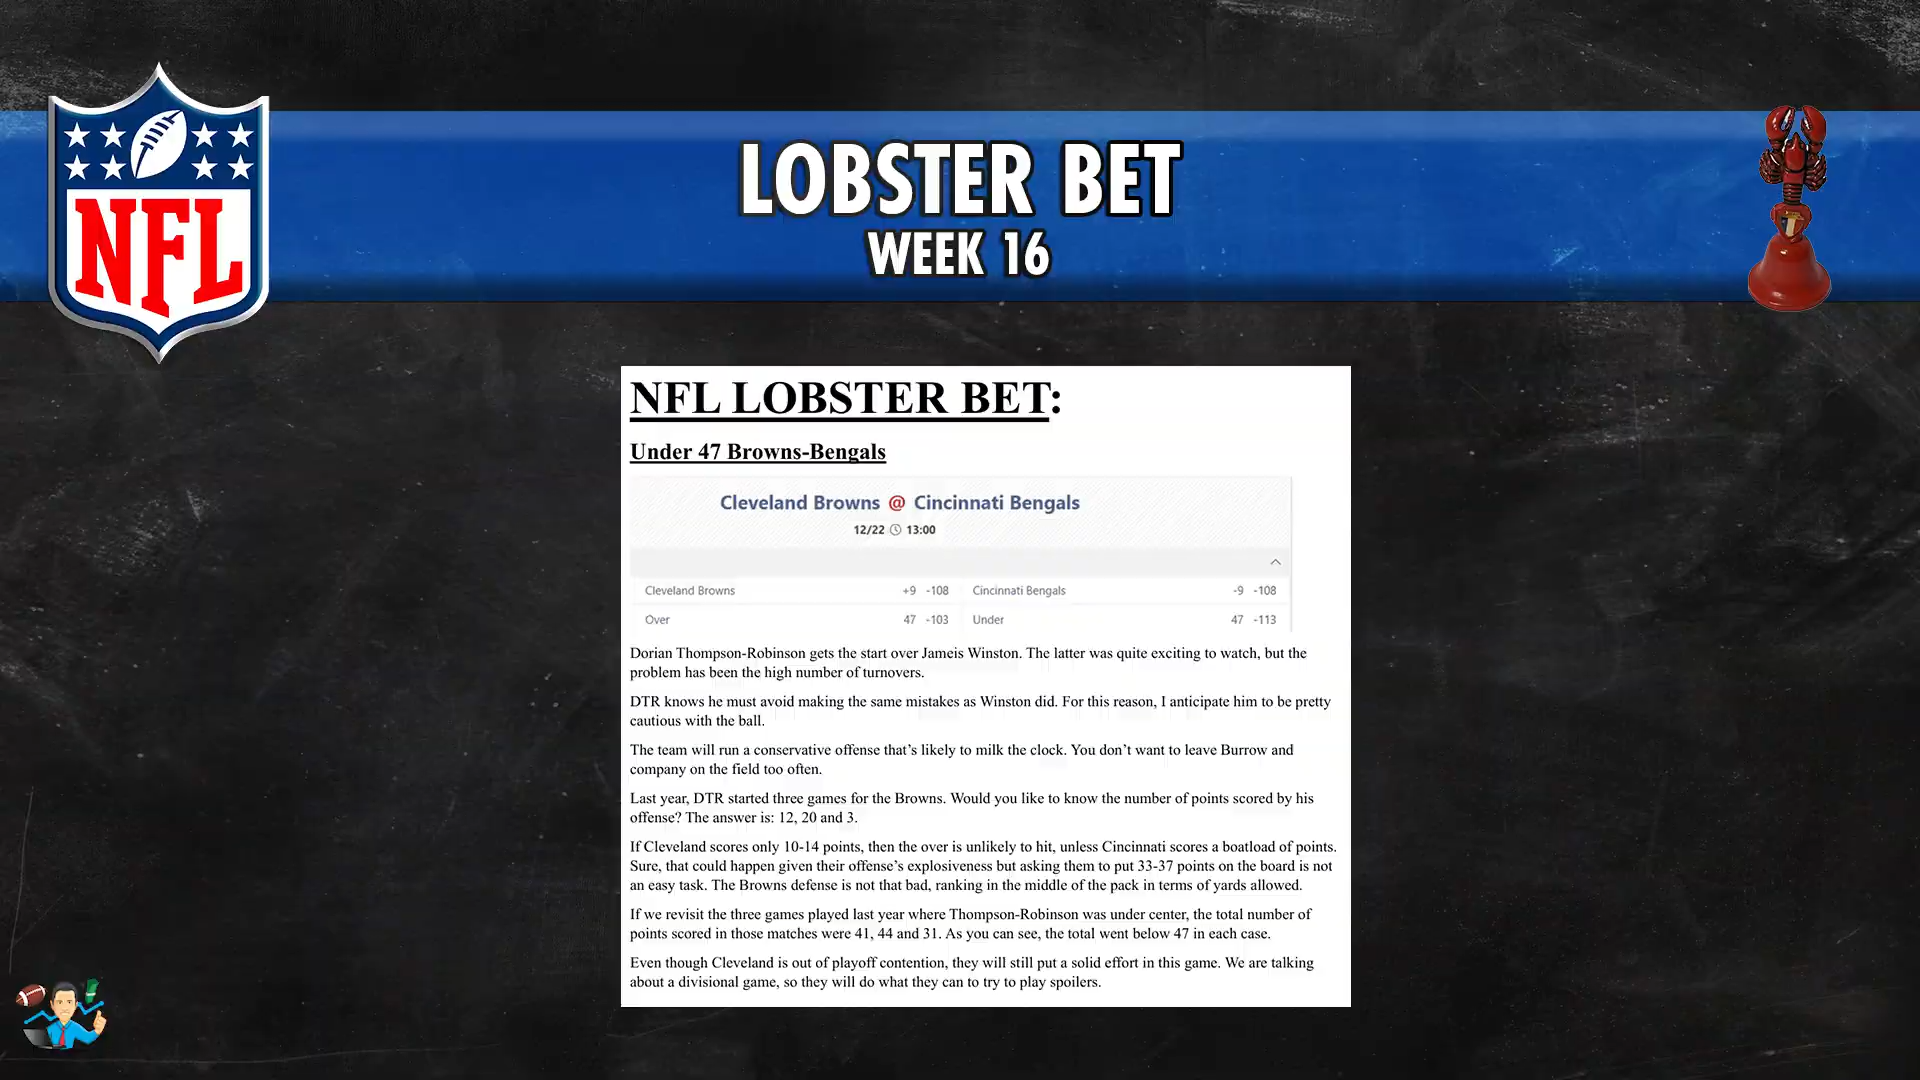 NFL
LOBSTER BET
WEEK 16
NFL LOBSTER BET:
Under 47 Browns-Bengals
Cleveland Browns @ Cincinnati Bengals
12/22 13:00
Cleveland Browns +9 -108 Cincinnati Bengals -9 -108
Over 47 -103 Under 47 -113
Dorian Thompson-Robinson gets the start over Jameis Winston. The latter was quite exciting to watch, but the
problem has been the high number of turnovers.
DTR knows he must avoid making the same mistakes as Winston did. For this reason, I anticipate him to be pretty
cautious with the ball.
The team will run a conservative offense that’s likely to milk the clock. You don’t want to leave Burrow and
company on the field too often.
Last year, DTR started three games for the Browns. Would you like to know the number of points scored by his
offense? The answer is: 12, 20 and 3.
If Cleveland scores only 10-14 points, then the over is unlikely to hit, unless Cincinnati scores a boatload of points.
Sure, that could happen given their offense’s explosiveness but asking them to put 33-37 points on the board is not
an easy task. The Browns defense is not that bad, ranking in the middle of the pack in terms of yards allowed.
If we revisit the three games played last year where Thompson-Robinson was under center, the total number of
points scored in those matches were 41, 44 and 31. As you can see, the total went below 47 in each case.
Even though Cleveland is out of playoff contention, they will still put a solid effort in this game. We are talking
about a divisional game, so they will do what they can to try to play spoilers.